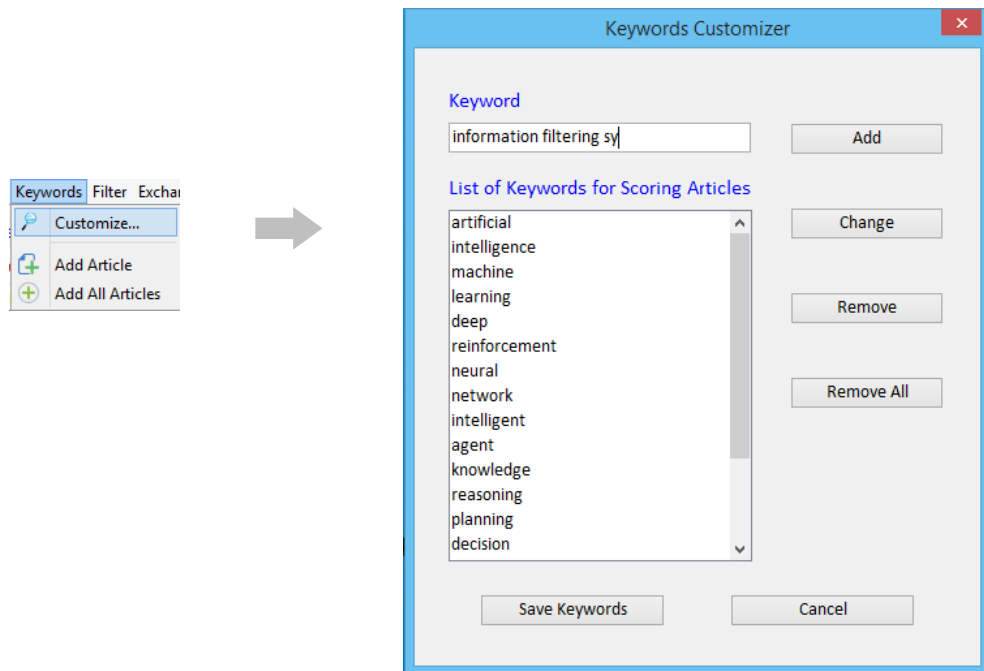 Keywords Filter
Customize...
Add Article
Add All Articles
Keywords Customizer
Keyword
information filtering sy
Add
List of Keywords for Scoring Articles
artificial
intelligence
machine
learning
deep
reinforcement
neural
network
intelligent
agent
knowledge
reasoning
planning
decision
Change
Remove
Remove All
Save Keywords
Cancel